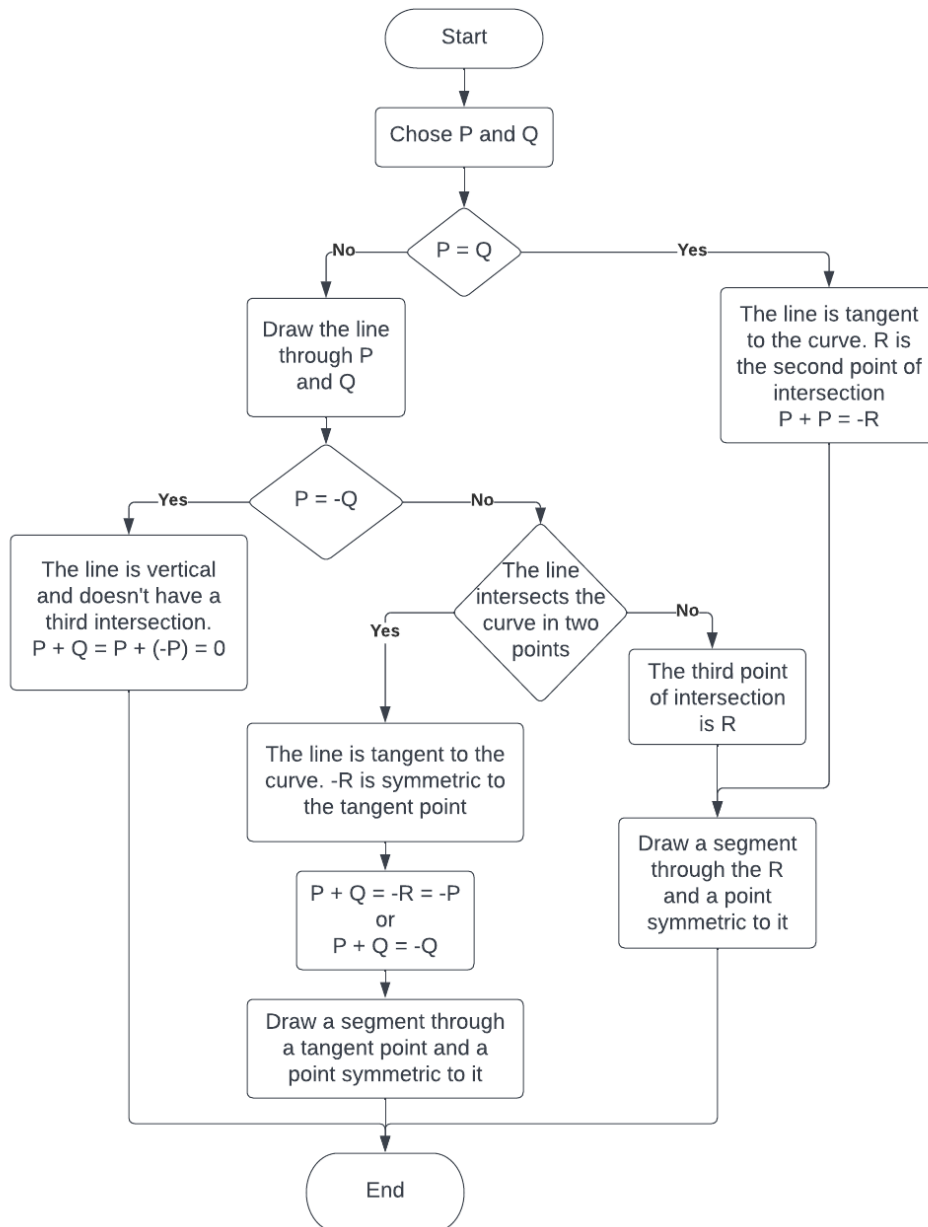 Start
Chose P and Q
P = Q
No
Yes
Draw the line
through P
and Q
The line is tangent
to the curve. R is
the second point of
intersection
P + P = -R
P = -Q
Yes
No
The line is vertical
and doesn't have a
third intersection.
P + Q = P + (-P) = 0
The line
intersects the
curve in two
points
Yes
No
The third point
of intersection
is R
The line is tangent to the
curve. -R is symmetric to
the tangent point
Draw a segment
through the R
and a point
symmetric to it
P + Q = -R = -P
or
P + Q = -Q
Draw a segment through
a tangent point and a
point symmetric to it
End